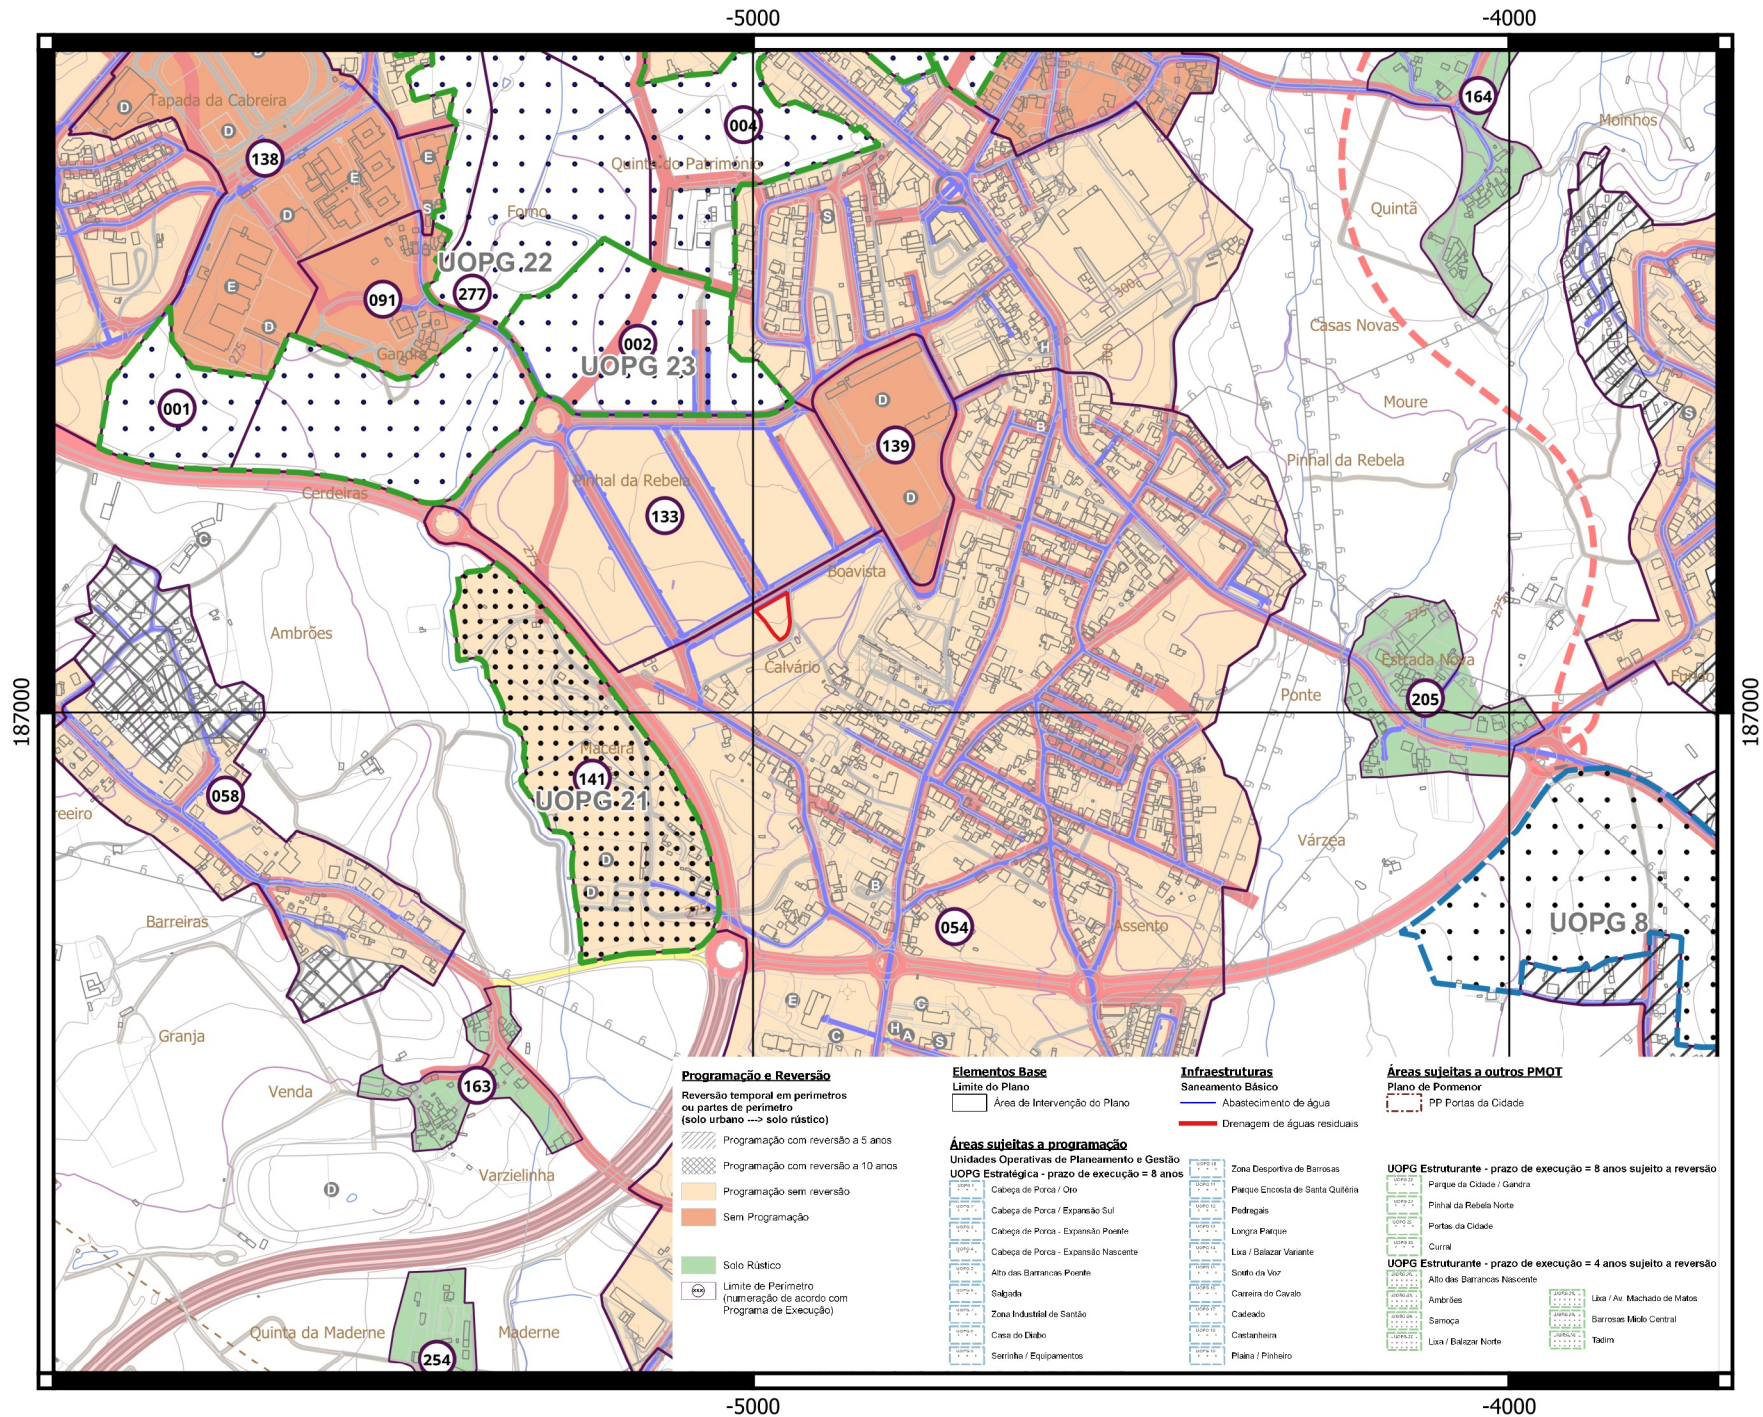 -5000
-4000
Tapada da Cabreira
D
D
138
E
E
D
S
E
D
004
Quinta do Património
Forno
S
164
Moinhos
Quintã
UOPG 22
277
091
Gandra
275
002
UOPG 23
300
Casas Novas
H
300
Moure
S
001
D
139
B
D
Pinhal da Rebela
Cerdeiras
Pinhal da Rebela
133
275
C
Boavista
Ambrões
Calvário
275
275
Estrada Nova
205
Ponte
187000
187000
Maceira
141
UOPG 21
058
reeiro
Várzea
D
D
B
Barreiras
054
Assento
UOPG 8
E
C
C
H
A
S
Granja
Venda
163
Varzielinha
D
Quinta da Maderne
Maderne
254
Programação e Reversão
Reversão temporal em perímetros
ou partes de perímetro
(solo urbano ---> solo rústico)
Programação com reversão a 5 anos
Programação com reversão a 10 anos
Programação sem reversão
Sem Programação
Solo Rústico
Limite de Perímetro
(numeração de acordo com
Programa de Execução)
Elementos Base
Limite do Plano
Área de Intervenção do Plano
Infraestruturas
Saneamento Básico
Abastecimento de água
Drenagem de águas residuais
Áreas sujeitas a outros PMOT
Plano de Pormenor
PP Portas da Cidade
Áreas sujeitas a programação
Unidades Operativas de Planeamento e Gestão
UOPG Estratégica - prazo de execução = 8 anos
Cabeça de Porca / Oro
Cabeça de Porca / Expansão Sul
Cabeça de Porca - Expansão Poente
Cabeça de Porca - Expansão Nascente
Alto das Barrancas Poente
Salgada
Zona Industrial de Santão
Casa do Diabo
Serrinha / Equipamentos
Zona Desportiva de Barrosas
Parque Encosta de Santa Quitéria
Pedregais
Longra Parque
Lixa / Balazar Variante
Souto da Voz
Carreira do Cavalo
Cadeado
Castanheira
Plaina / Pinheiro
UOPG Estruturante - prazo de execução = 8 anos sujeito a reversão
Parque da Cidade / Gandra
Pinhal da Rebela Norte
Portas da Cidade
Curral
UOPG Estruturante - prazo de execução = 4 anos sujeito a reversão
Alto das Barrancas Nascente
Ambrões
Samoça
Lixa / Balazar Norte
Lixa / Av. Machado de Matos
Barrosas Miolo Central
Tadim
-5000
-4000